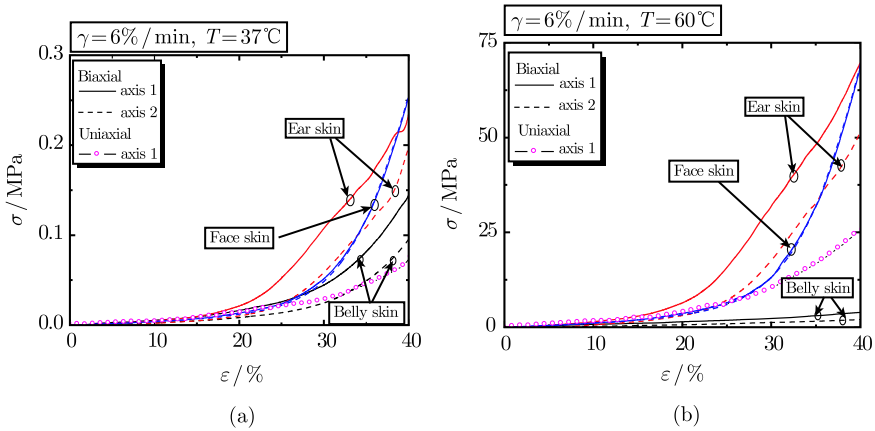 γ=6%/min, T=37℃
0.3
0.2
0.1
0.0
0
10
20
30
40
σ/MPa
ε/%
Biaxial
axis 1
axis 2
Uniaxial
axis 1
Ear skin
Face skin
Belly skin
(a)
γ=6%/min, T=60℃
75
50
25
0
0
10
20
30
40
σ/MPa
ε/%
Biaxial
axis 1
axis 2
Uniaxial
axis 1
Ear skin
Face skin
Belly skin
(b)